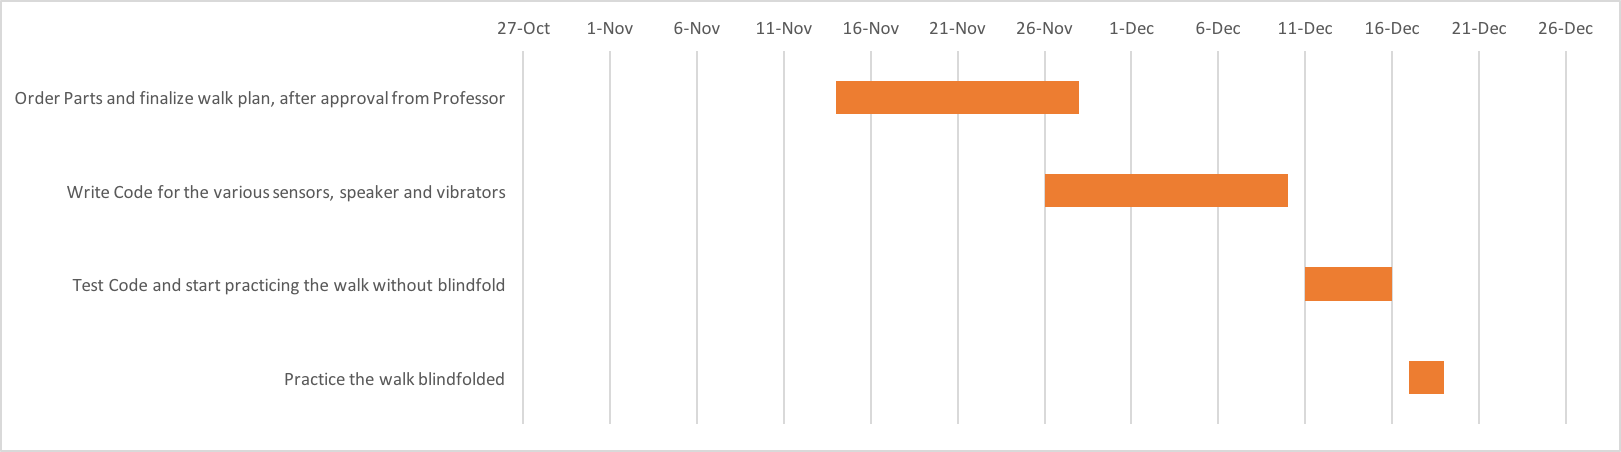 27-Oct 1-Nov 6-Nov 11-Nov 16-Nov 21-Nov 26-Nov 1-Dec 6-Dec 11-Dec 16-Dec 21-Dec 26-Dec
Order Parts and finalize walk plan, after approval from Professor
Write Code for the various sensors, speaker and vibrators
Test Code and start practicing the walk without blindfold
Practice the walk blindfolded